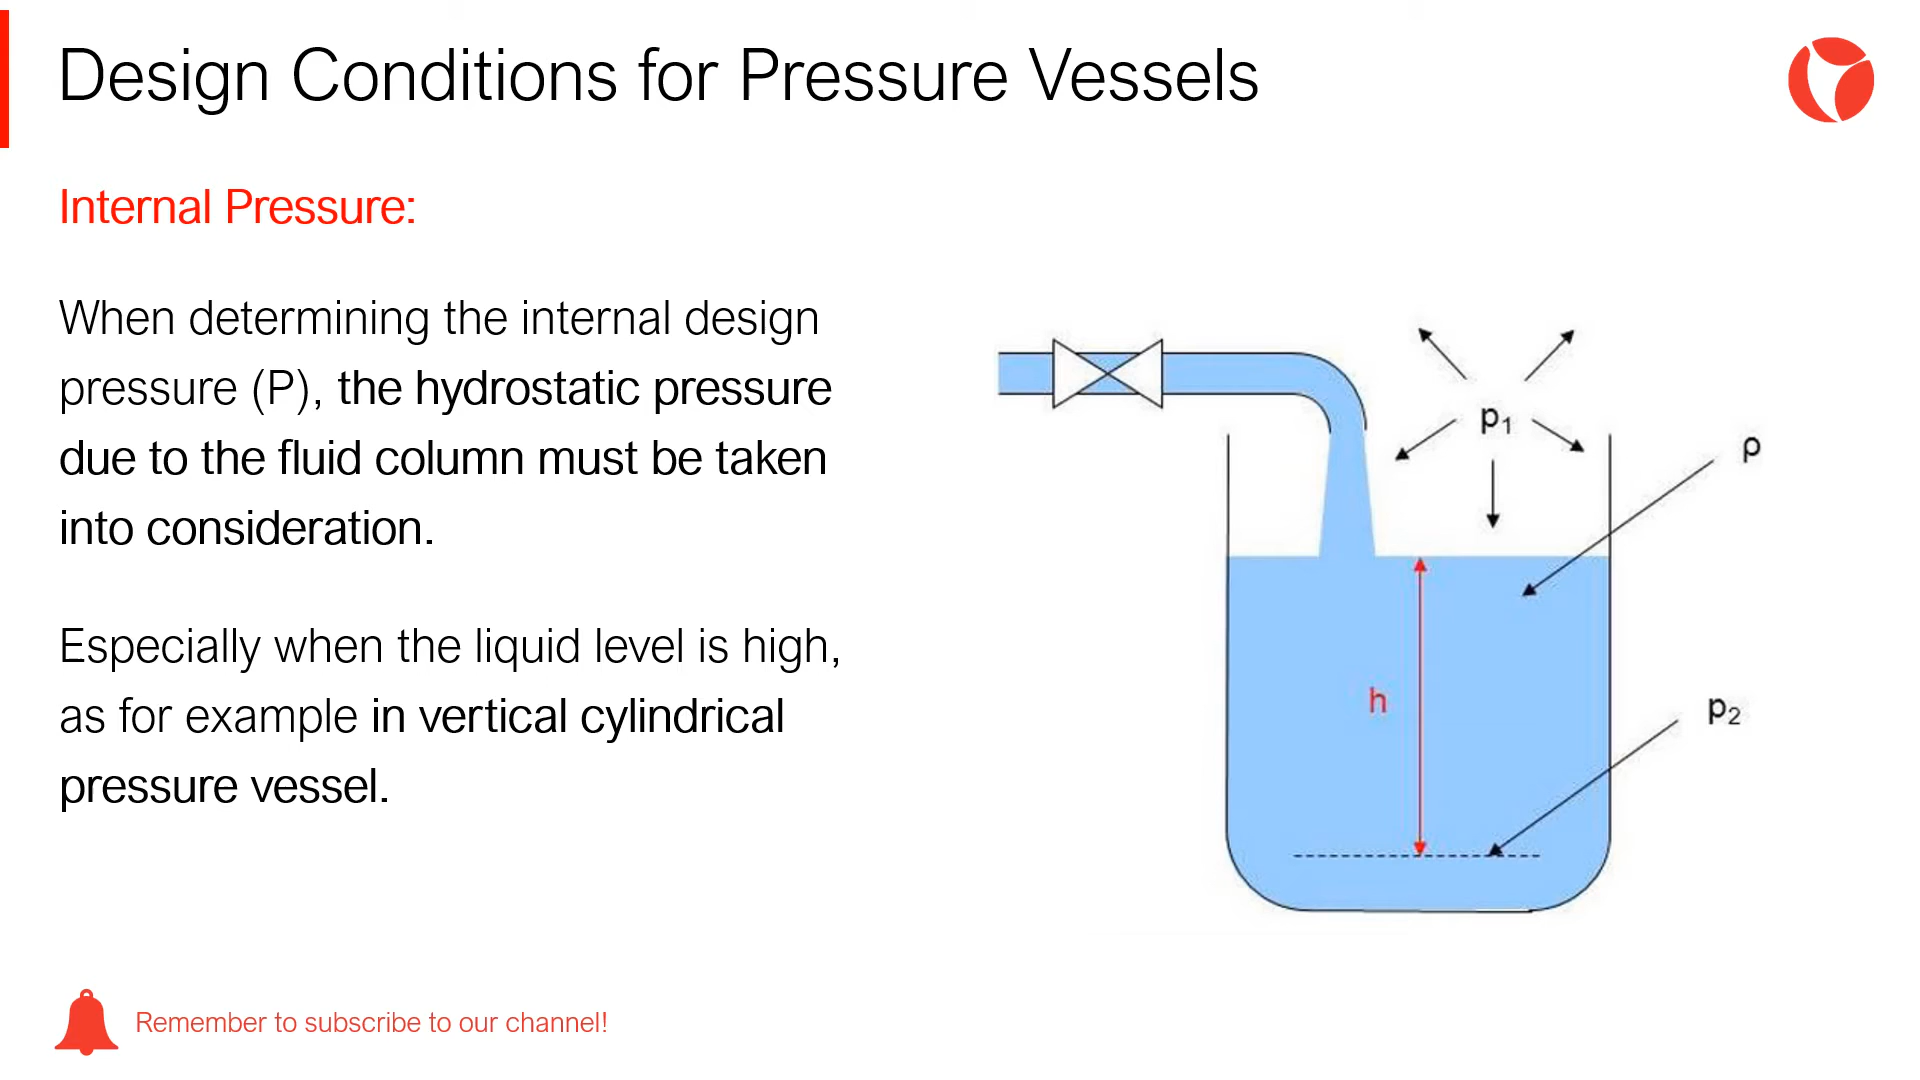 Design Conditions for Pressure Vessels
Internal Pressure:
When determining the internal design
pressure (P), the hydrostatic pressure
due to the fluid column must be taken
into consideration.
Especially when the liquid level is high,
as for example in vertical cylindrical
pressure vessel.
p₁
ρ
h
p₂
Remember to subscribe to our channel!